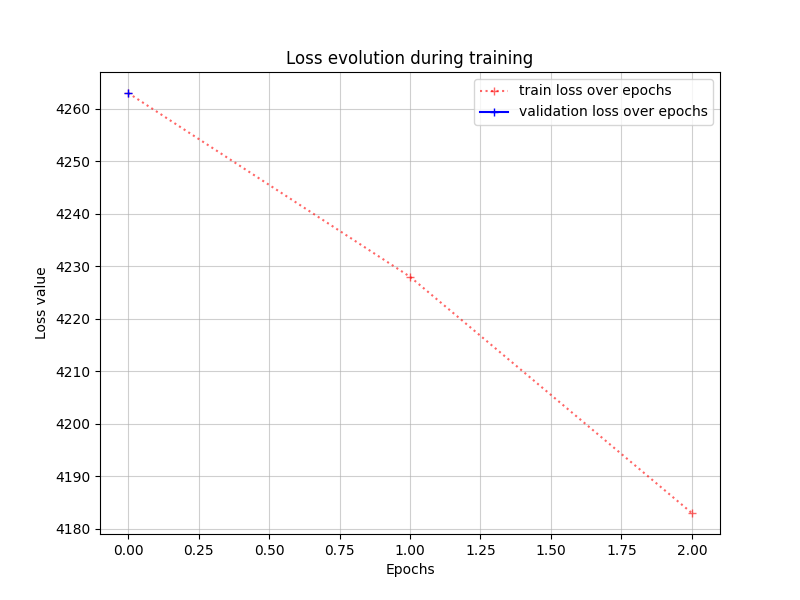 Loss evolution during training
train loss over epochs
validation loss over epochs
Loss value
4260
4250
4240
4230
4220
4210
4200
4190
4180
0.00 0.25 0.50 0.75 1.00 1.25 1.50 1.75 2.00
Epochs